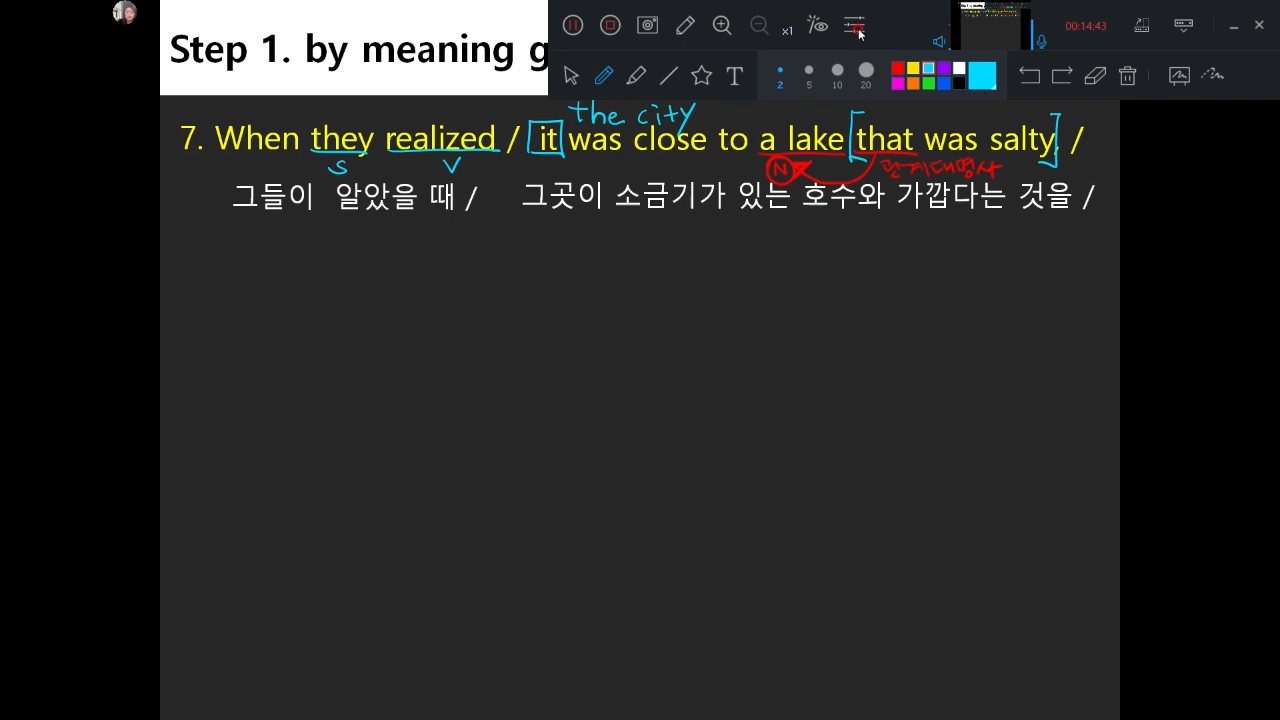 Step 1. by meaning g
x1
00:14:43
T
2 5 10 20
the city
7. When they realized / it was close to a lake that was salty, /
S V N 관계대명사
그들이 알았을 때 / 그곳이 소금기가 있는 호수와 가깝다는 것을 /